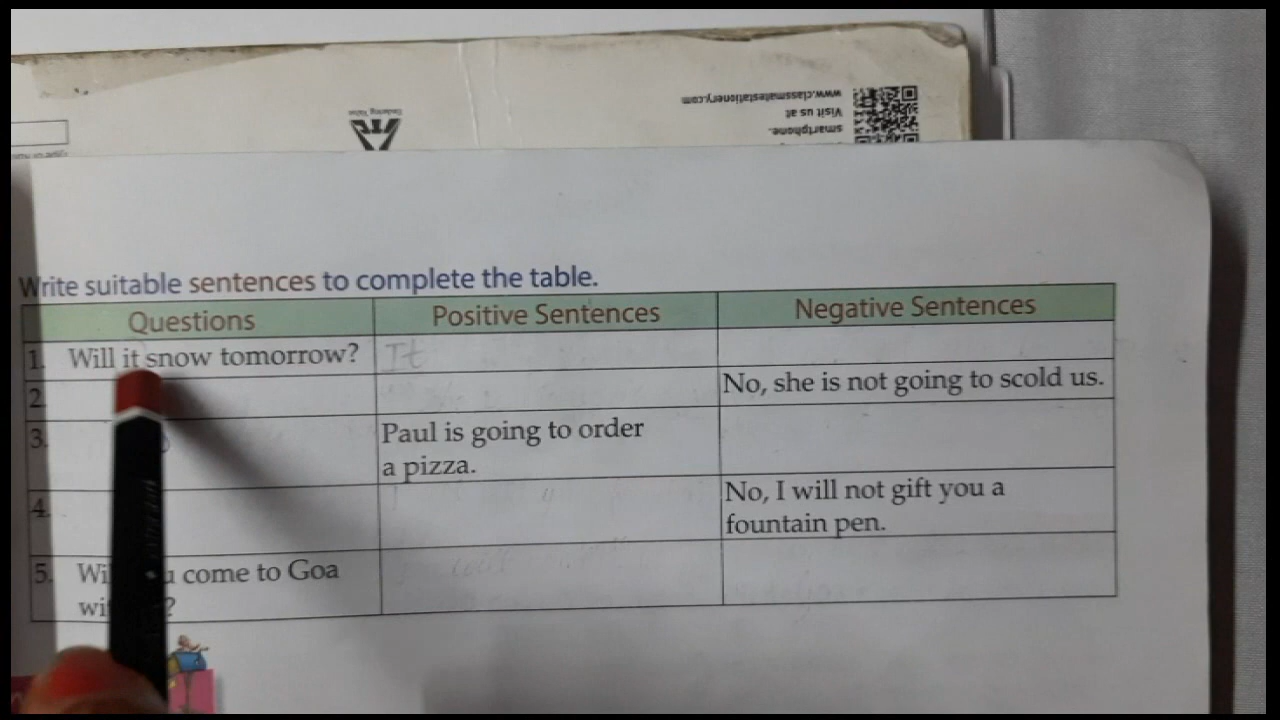 www.classmatestationery.com
Visit us at
smartphone.
Write suitable sentences to complete the table.
Questions Positive Sentences Negative Sentences
1. Will it snow tomorrow? It
2. No, she is not going to scold us.
3. Paul is going to order
a pizza.
4. No, I will not gift you a
fountain pen.
5. come to Goa
?